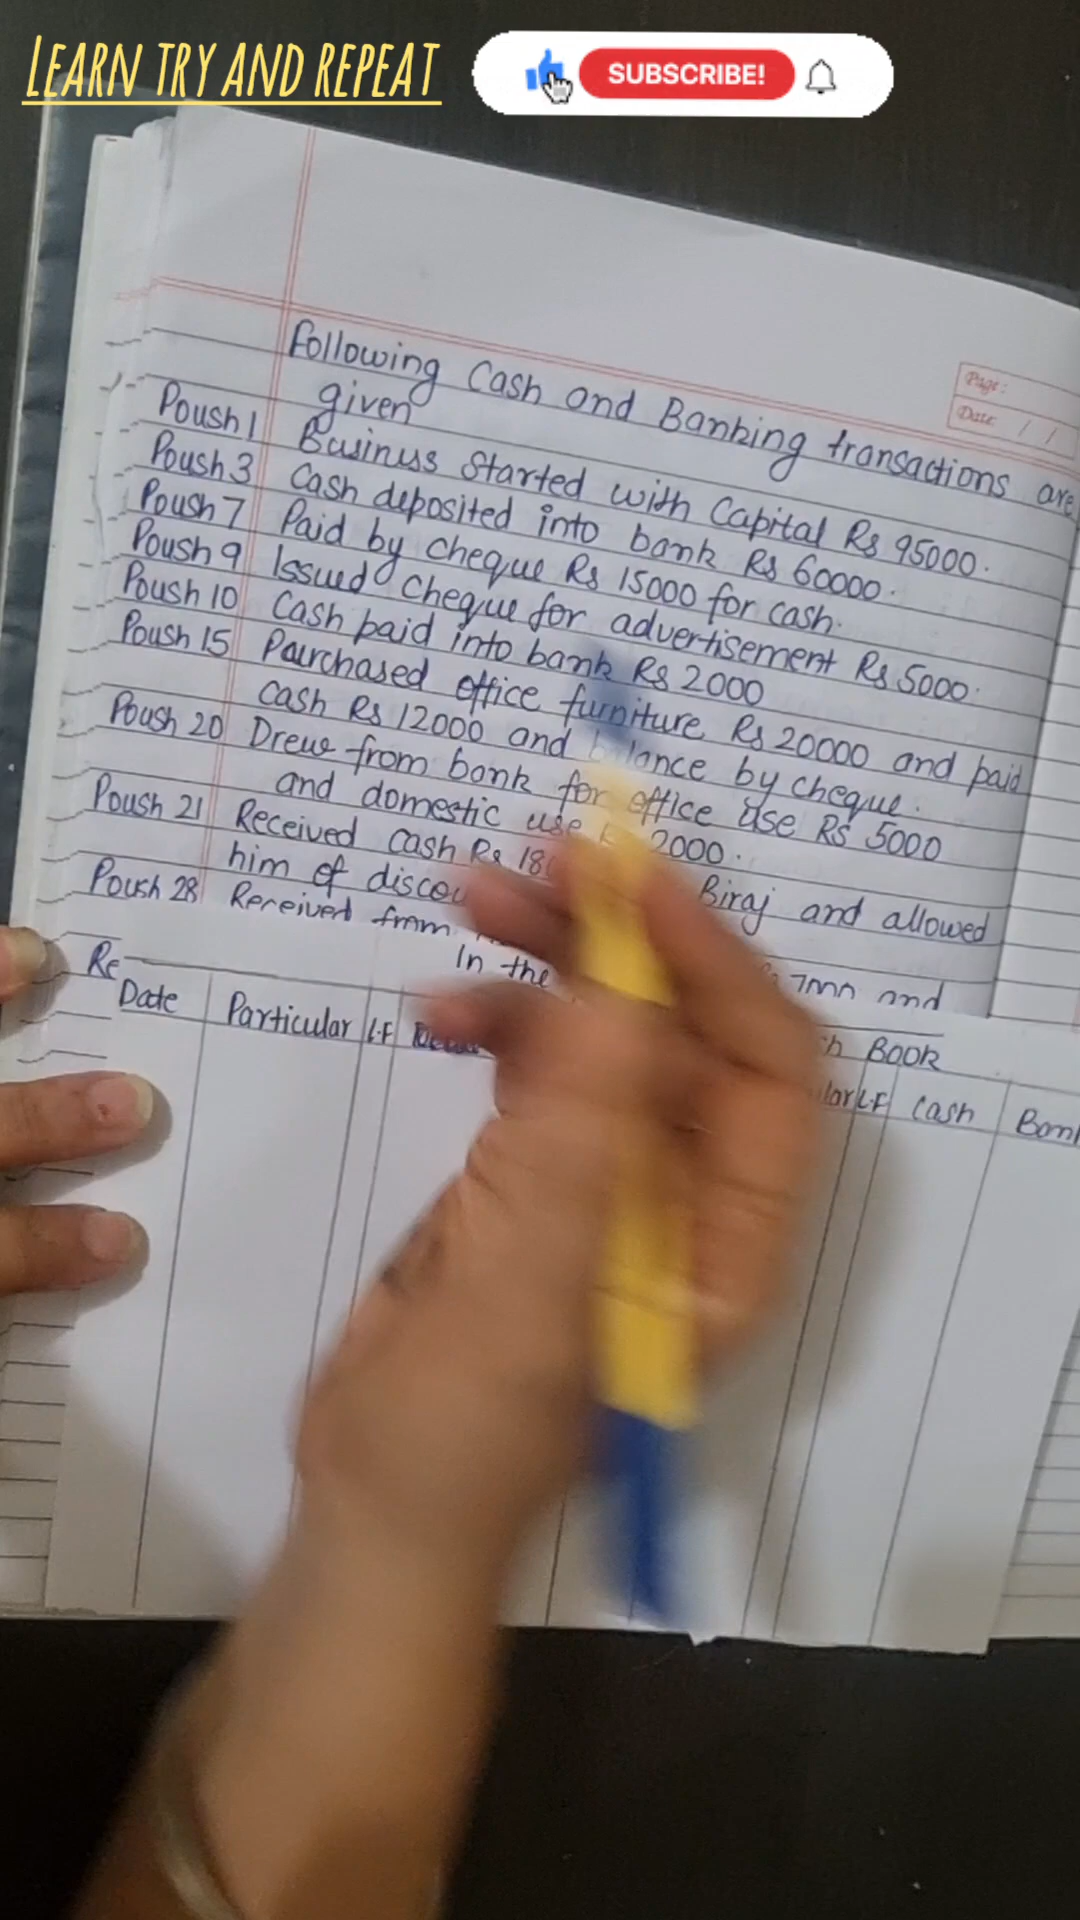 LEARN TRY AND REPEAT
SUBSCRIBE!
Page:
Date / /
Following Cash and Banking transactions are
given
Poush 1 Business Started with Capital Rs 95000.
Poush 3 Cash deposited into bank Rs 60000.
Poush 7 Paid by cheque Rs 15000 for cash.
Poush 9 Issued Cheque for advertisement Rs 5000.
Poush 10 Cash paid into bank Rs 2000
Poush 15 Purchased office furniture Rs 20000 and paid
cash Rs 12000 and balance by cheque.
Poush 20 Drew from bank for office use Rs 5000
and domestic use 2000.
Poush 21 Received cash Rs 18 Biraj and allowed
him of
Poush 28 Received from and
In the Book
Date Particular L.F L.F Cash